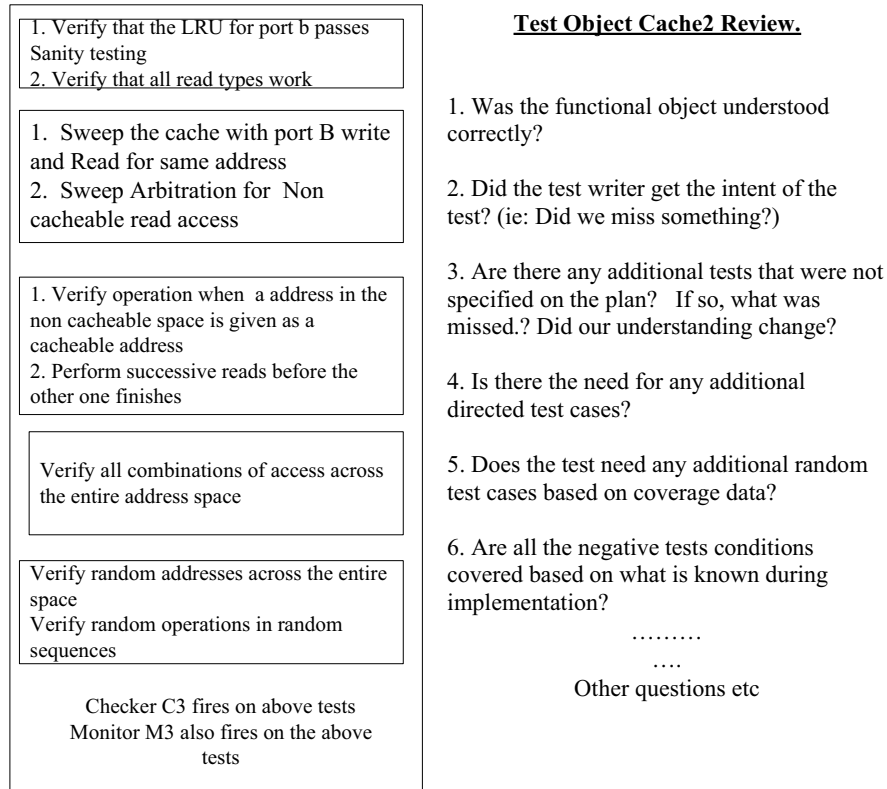 1. Verify that the LRU for port b passes
Sanity testing
2. Verify that all read types work
1. Sweep the cache with port B write
and Read for same address
2. Sweep Arbitration for Non
cacheable read access
1. Verify operation when a address in the
non cacheable space is given as a
cacheable address
2. Perform successive reads before the
other one finishes
Verify all combinations of access across
the entire address space
Verify random addresses across the entire
space
Verify random operations in random
sequences
Checker C3 fires on above tests
Monitor M3 also fires on the above
tests
Test Object Cache2 Review.
1. Was the functional object understood
correctly?
2. Did the test writer get the intent of the
test? (ie: Did we miss something?)
3. Are there any additional tests that were not
specified on the plan? If so, what was
missed.? Did our understanding change?
4. Is there the need for any additional
directed test cases?
5. Does the test need any additional random
test cases based on coverage data?
6. Are all the negative tests conditions
covered based on what is known during
implementation?
………
….
Other questions etc